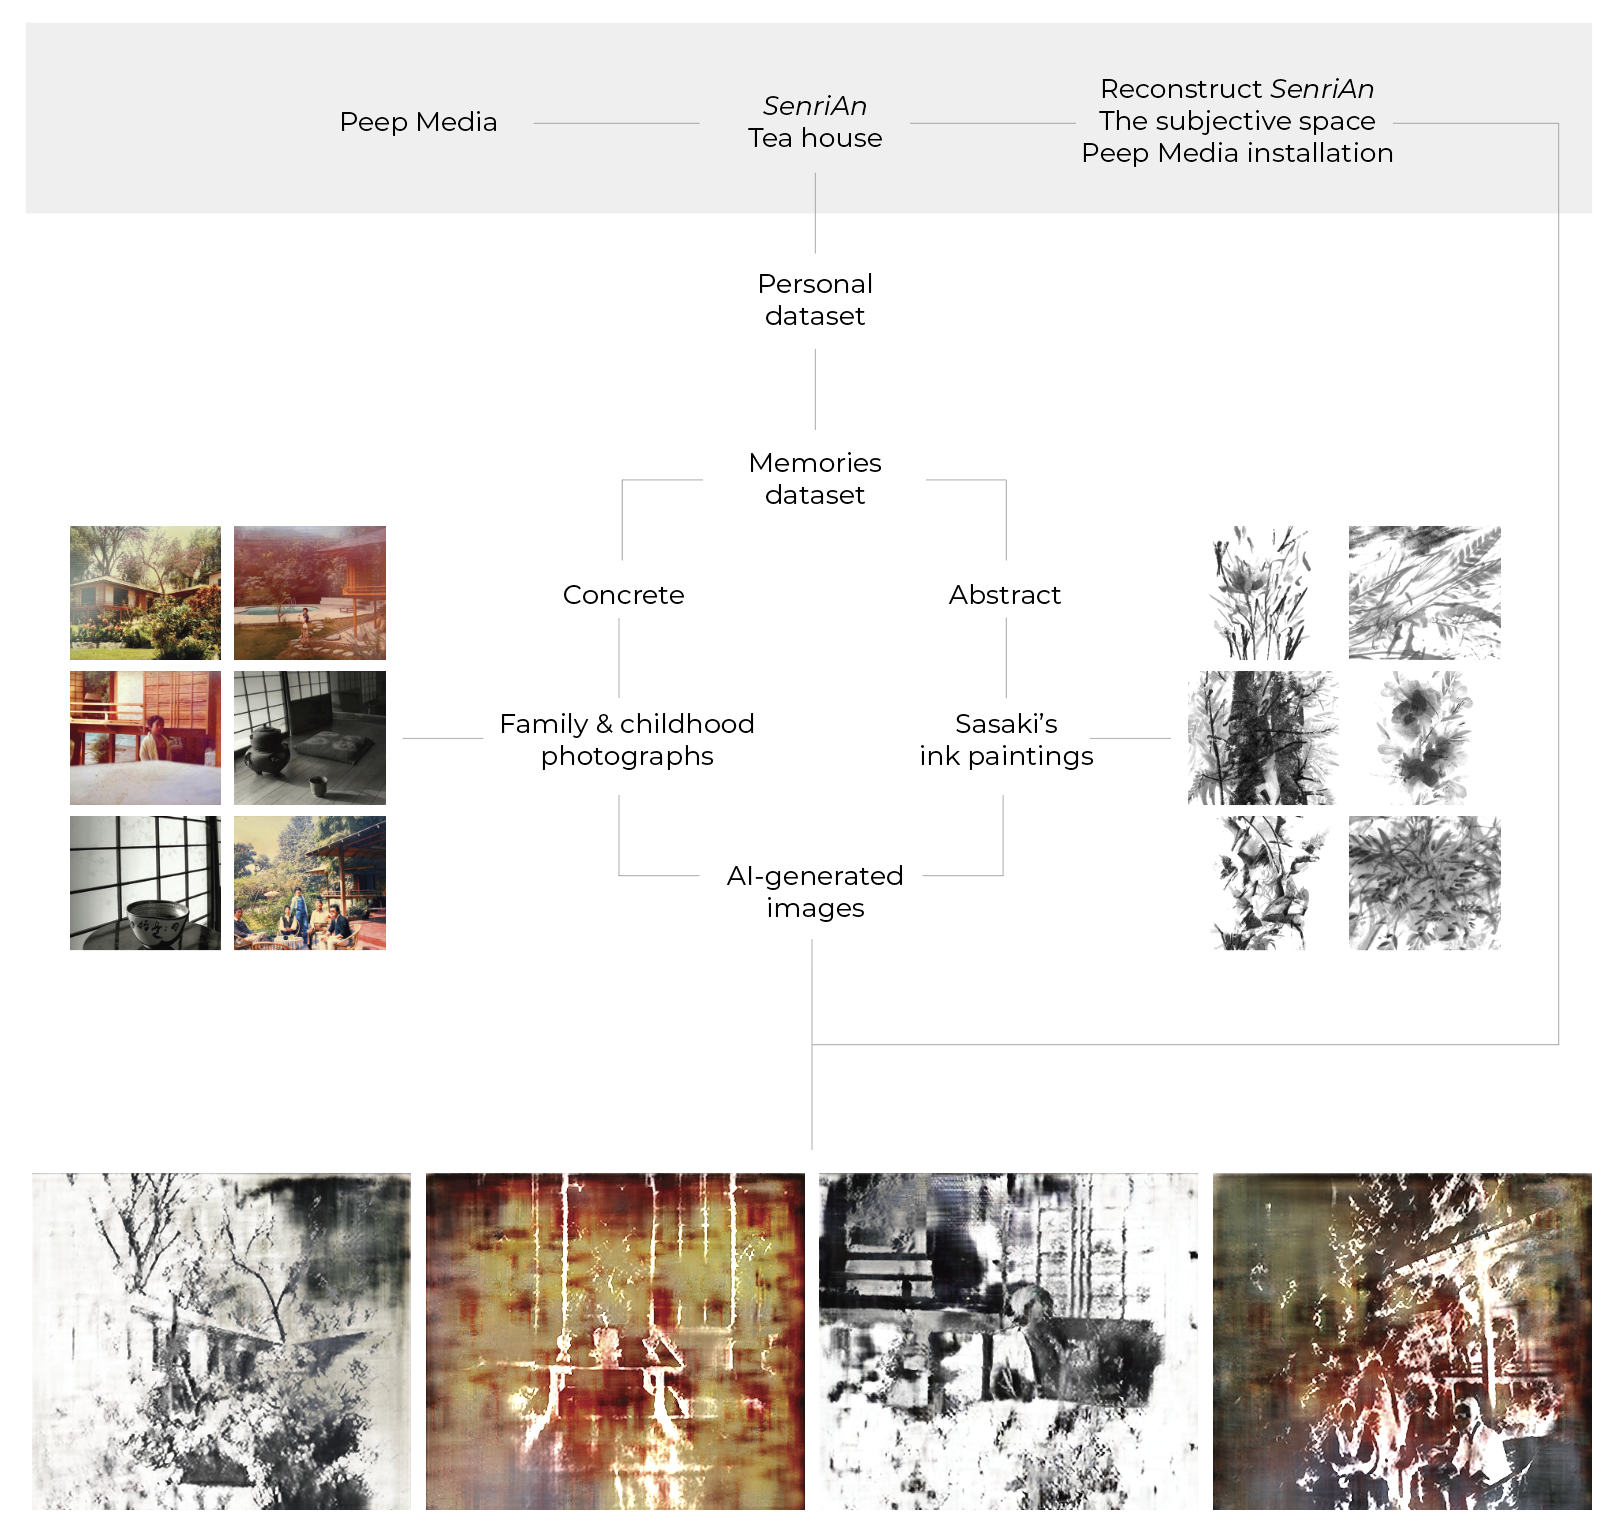 Peep Media
SenriAn
Tea house
Reconstruct SenriAn
The subjective space
Peep Media installation
Personal
dataset
Memories
dataset
Concrete
Abstract
Family & childhood
photographs
Sasaki’s
ink paintings
AI-generated
images